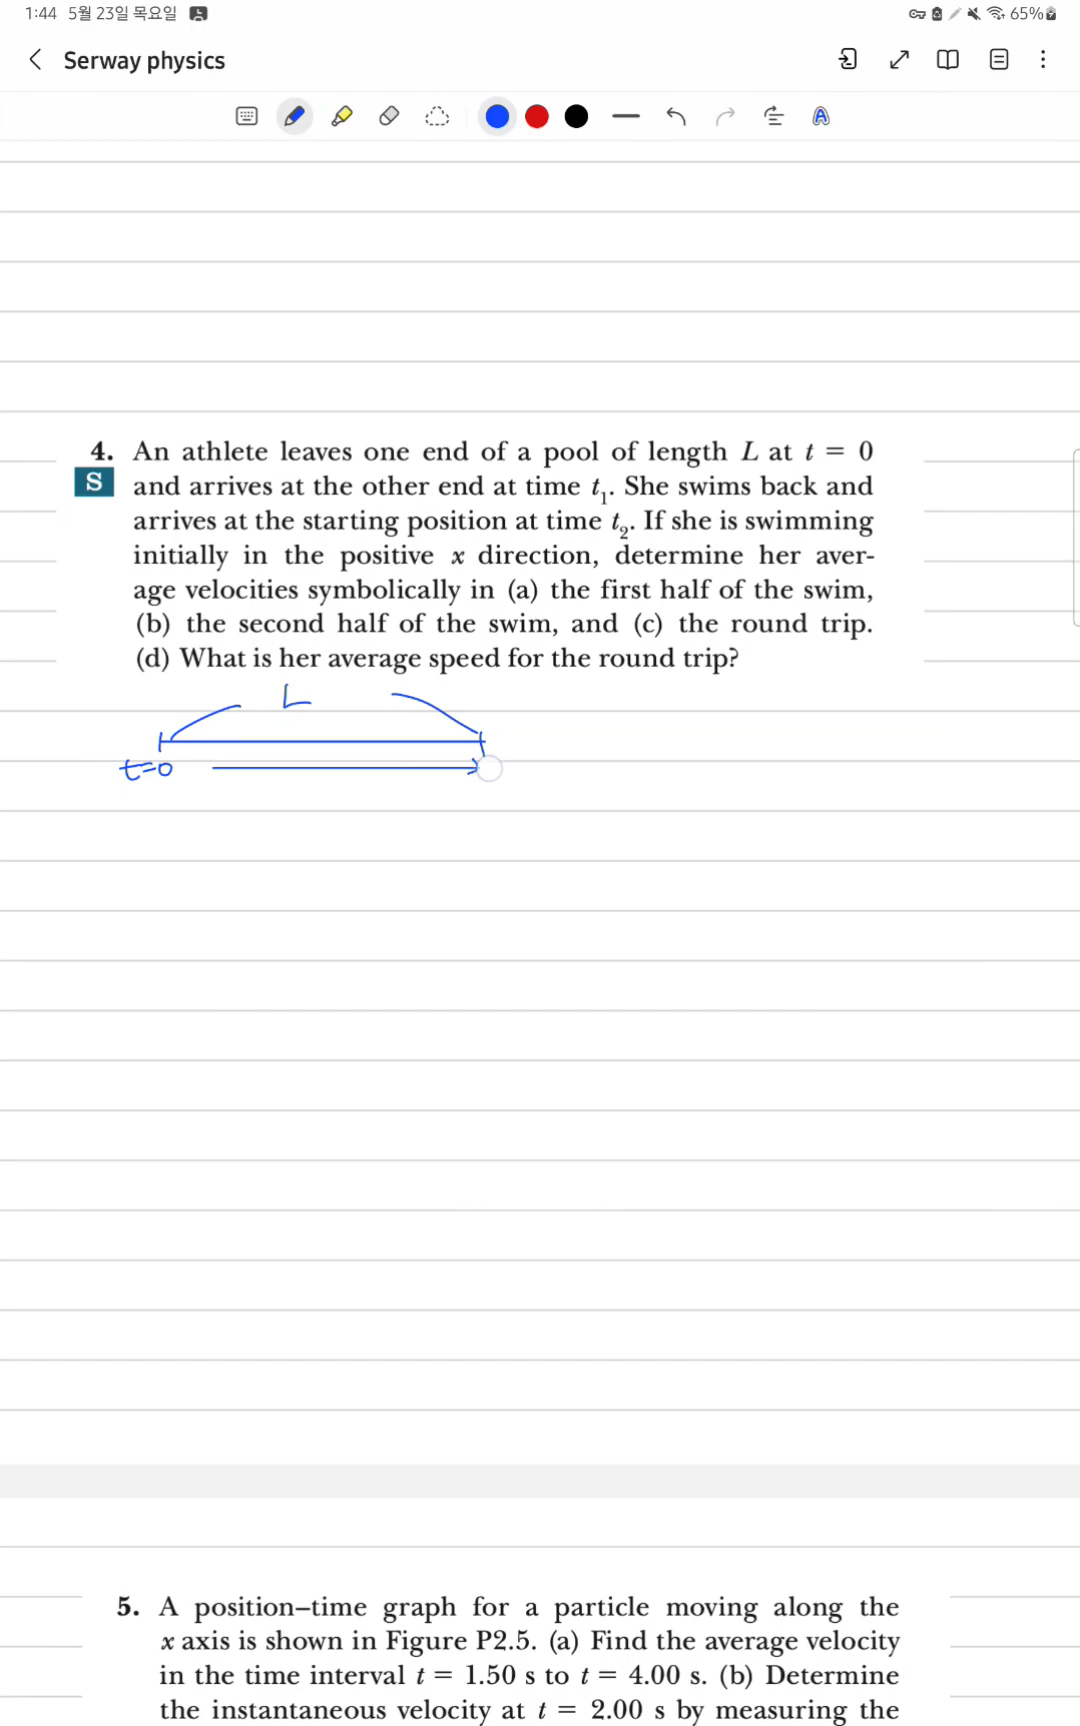 1:44 5월 23일 목요일
65%
Serway physics
A
4. An athlete leaves one end of a pool of length L at t = 0
S and arrives at the other end at time t₁. She swims back and
arrives at the starting position at time t₂. If she is swimming
initially in the positive x direction, determine her aver-
age velocities symbolically in (a) the first half of the swim,
(b) the second half of the swim, and (c) the round trip.
(d) What is her average speed for the round trip?
L
t=0
5. A position–time graph for a particle moving along the
x axis is shown in Figure P2.5. (a) Find the average velocity
in the time interval t = 1.50 s to t = 4.00 s. (b) Determine
the instantaneous velocity at t = 2.00 s by measuring the